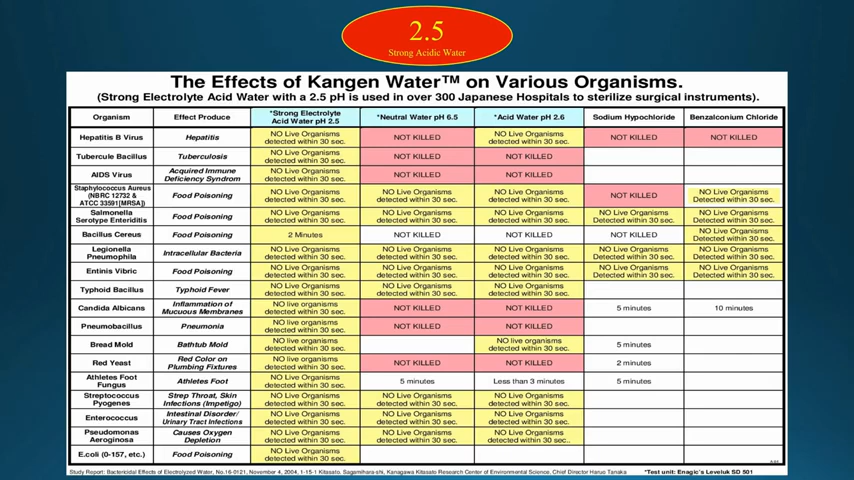 2.5
Strong Acidic Water
The Effects of Kangen Water™ on Various Organisms.
(Strong Electrolyte Acid Water with a 2.5 pH is used in over 300 Japanese Hospitals to sterilize surgical instruments).
Organism Effect Produce *Strong Electrolyte Acid Water pH 2.5 *Neutral Water pH 6.5 *Acid Water pH 2.6 Sodium Hypochloride Benzalconium Chloride
Hepatitis B Virus Hepatitis NO Live Organisms detected within 30 sec. NOT KILLED NO Live Organisms detected within 30 sec. NOT KILLED NOT KILLED
Tubercule Bacillus Tuberculosis NO Live Organisms detected within 30 sec. NOT KILLED NOT KILLED
AIDS Virus Acquired Immune Deficiency Syndrom NO Live Organisms detected within 30 sec. NOT KILLED NOT KILLED
Staphylococcus Aureus (NBRC 12732 & ATCC 33591[MRSA]) Food Poisoning NO Live Organisms detected within 30 sec. NO Live Organisms detected within 30 sec. NO Live Organisms detected within 30 sec. NOT KILLED NO Live Organisms Detected within 30 sec.
Salmonella Serotype Enteritidis Food Poisoning NO Live Organisms detected within 30 sec. NO Live Organisms detected within 30 sec. NO Live Organisms detected within 30 sec. NO Live Organisms Detected within 30 sec. NO Live Organisms Detected within 30 sec.
Bacillus Cereus Food Poisoning 2 Minutes NOT KILLED NOT KILLED NOT KILLED NO Live Organisms Detected within 30 sec.
Legionella Pneumophila Intracellular Bacteria NO Live Organisms detected within 30 sec. NO Live Organisms detected within 30 sec. NO Live Organisms detected within 30 sec. NO Live Organisms Detected within 30 sec. NO Live Organisms Detected within 30 sec.
Entinis Vibric Food Poisoning NO Live Organisms detected within 30 sec. NO Live Organisms detected within 30 sec. NO Live Organisms detected within 30 sec. NO Live Organisms Detected within 30 sec. NO Live Organisms Detected within 30 sec.
Typhoid Bacillus Typhoid Fever NO Live Organisms detected within 30 sec. NO Live Organisms detected within 30 sec. NO Live Organisms detected within 30 sec.
Candida Albicans Inflammation of Mucuous Membranes NO live organisms detected within 30 sec. NOT KILLED NOT KILLED 5 minutes 10 minutes
Pneumobacillus Pneumonia NO live organisms detected within 30 sec. NOT KILLED NOT KILLED
Bread Mold Bathtub Mold NO live organisms detected within 30 sec. NO live organisms detected within 30 sec. 5 minutes
Red Yeast Red Color on Plumbing Fixtures NO live organisms detected within 30 sec. NOT KILLED NOT KILLED 2 minutes
Athletes Foot Fungus Athletes Foot NO Live Organisms detected within 30 sec. 5 minutes Less than 3 minutes 5 minutes
Streptococcus Pyogenes Strep Throat, Skin Infections (Impetigo) NO Live Organisms detected within 30 sec. NO Live Organisms detected within 30 sec. NO Live Organisms detected within 30 sec.
Enterococcus Intestinal Disorder/ Urinary Tract Infections NO Live Organisms detected within 30 sec. NO Live Organisms detected within 30 sec. NO Live Organisms detected within 30 sec.
Pseudomonas Aeroginosa Causes Oxygen Depletion NO Live Organisms detected within 30 sec. NO Live Organisms detected within 30 sec. NO Live Organisms detected within 30 sec..
E.coli (0-157, etc.) Food Poisoning NO Live Organisms detected within 30 sec.
Study Report: Bactericidal Effects of Electrolyzed Water, No.16-0121, November 4, 2004, 1-15-1 Kitasato. Sagamihara-shi, Kanagawa Kitasato Research Center of Environmental Science, Chief Director Haruo Tanaka *Test unit: Enagic's Leveluk SD 501